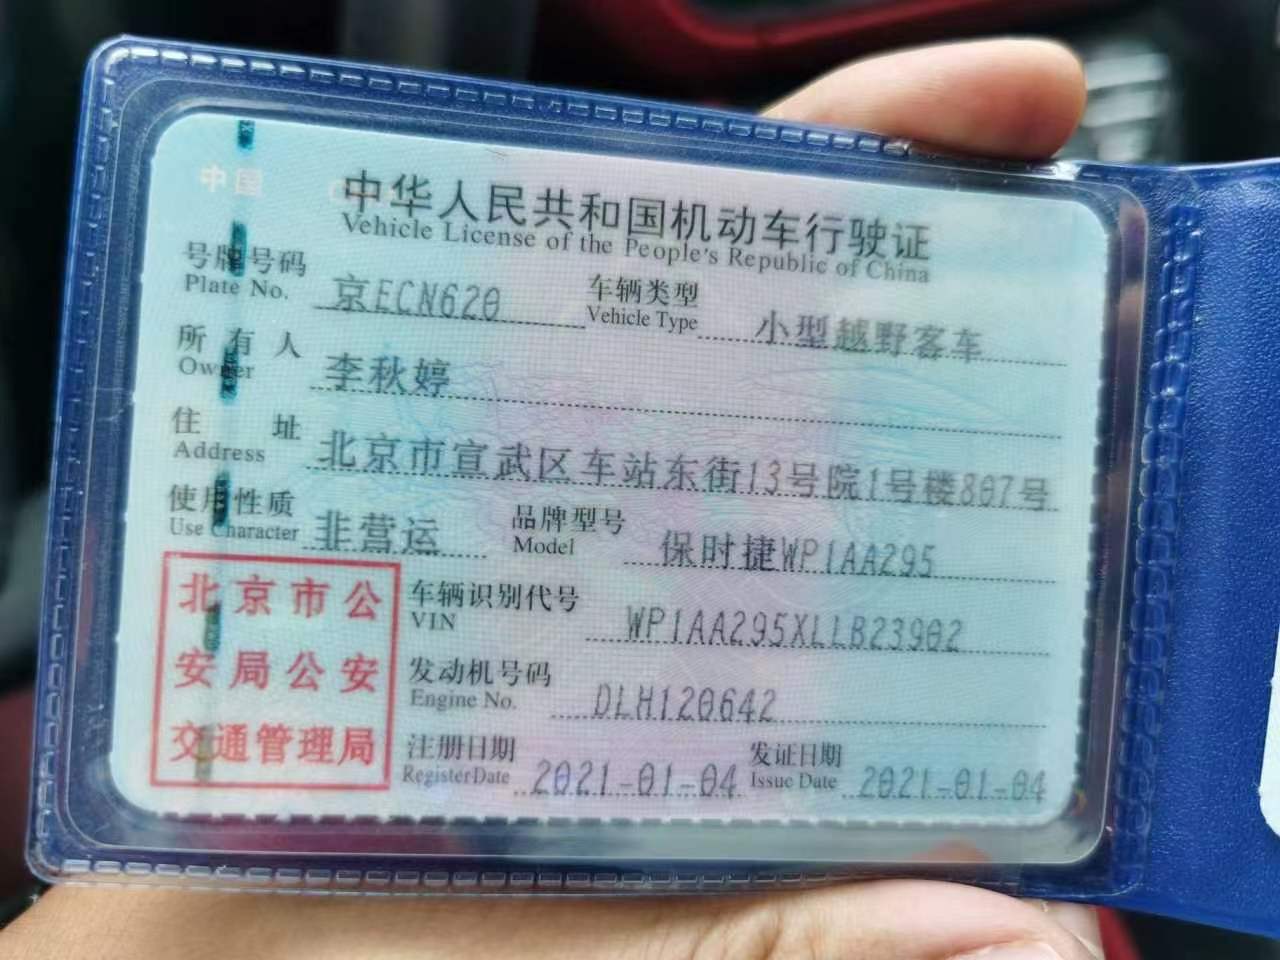 中国
中华人民共和国机动车行驶证
Vehicle License of the People's Republic of China
号牌号码 京ECN620 车辆类型 小型越野客车
Plate No. Vehicle Type
所有人 李秋婷
Owner
住址 北京市宣武区车站东街13号院1号楼807号
Address
使用性质 非营运 品牌型号 保时捷WP1AA295
Use Character Model
北京市公
安局公安
交通管理局
车辆识别代号 WP1AA295XLLB23902
VIN
发动机号码 DLH120642
Engine No.
注册日期 2021-01-04 发证日期 2021-01-04
Register Date Issue Date